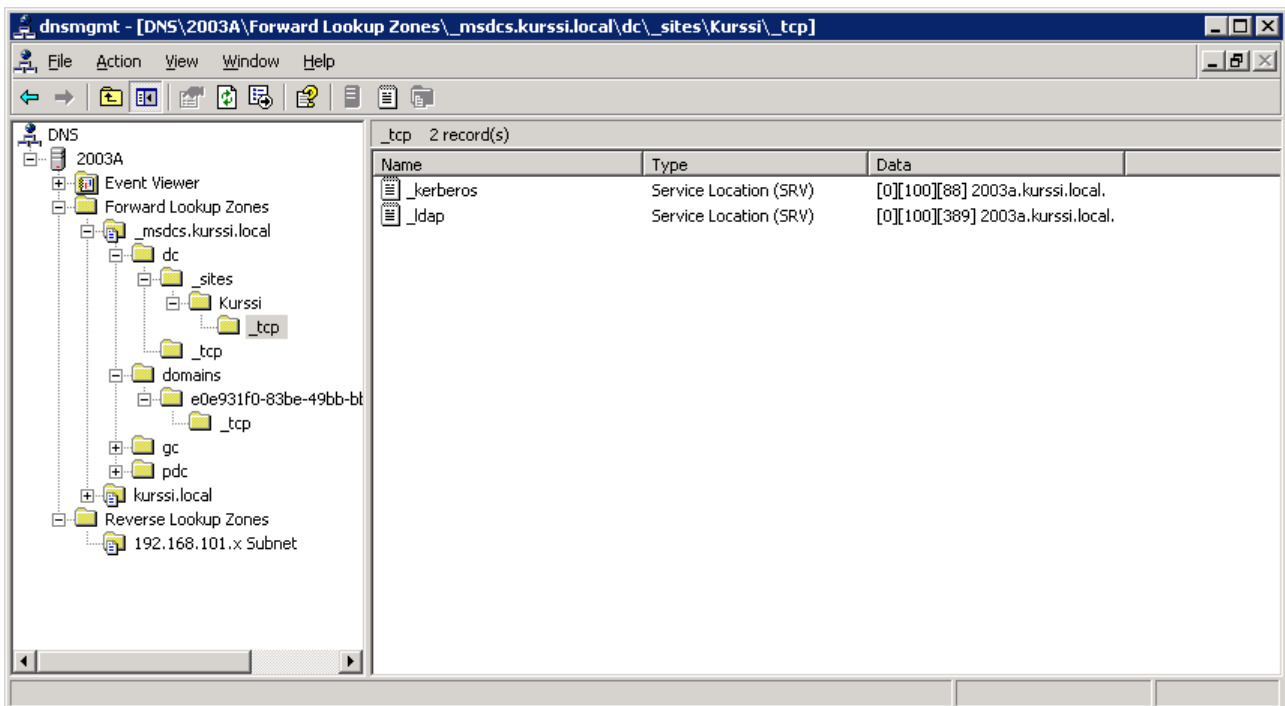 dnsmgmt - [DNS\2003A\Forward Lookup Zones\_msdcs.kurssi.local\dc\_sites\Kurssi\_tcp]
File Action View Window Help
DNS
2003A
Event Viewer
Forward Lookup Zones
_msdcs.kurssi.local
dc
_sites
Kurssi
_tcp
_tcp
domains
e0e931f0-83be-49bb-bb
_tcp
gc
pdc
kurssi.local
Reverse Lookup Zones
192.168.101.x Subnet
_tcp 2 record(s)
Name Type Data
_kerberos Service Location (SRV) [0][100][88] 2003a.kurssi.local.
_ldap Service Location (SRV) [0][100][389] 2003a.kurssi.local.